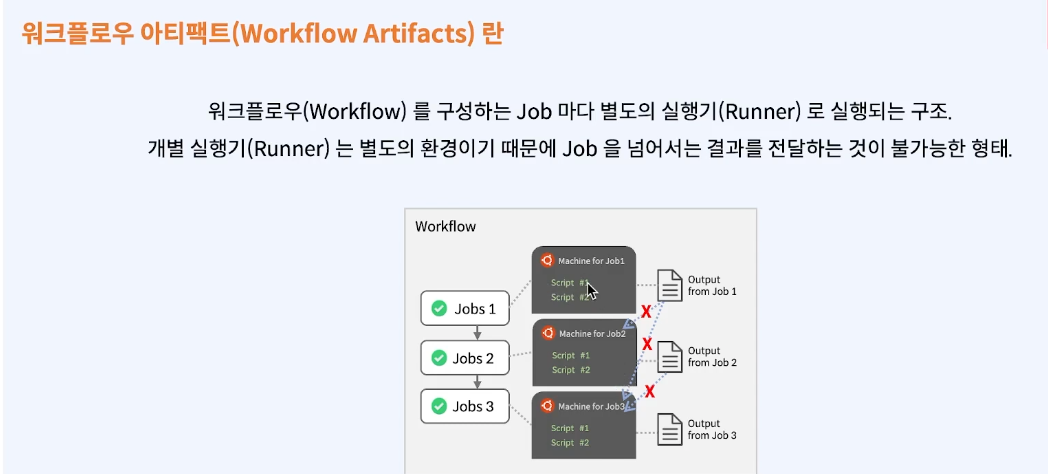 워크플로우 아티팩트(Workflow Artifacts) 란
워크플로우(Workflow) 를 구성하는 Job 마다 별도의 실행기(Runner) 로 실행되는 구조.
개별 실행기(Runner) 는 별도의 환경이기 때문에 Job 을 넘어서는 결과를 전달하는 것이 불가능한 형태.
Workflow
Machine for Job1
Script #1
Script #2
Output
from Job 1
Jobs 1
X
Machine for Job2
Script #1
Script #2
X
Output
from Job 2
Jobs 2
X
Machine for Job3
Script #1
Script #2
Output
from Job 3
Jobs 3